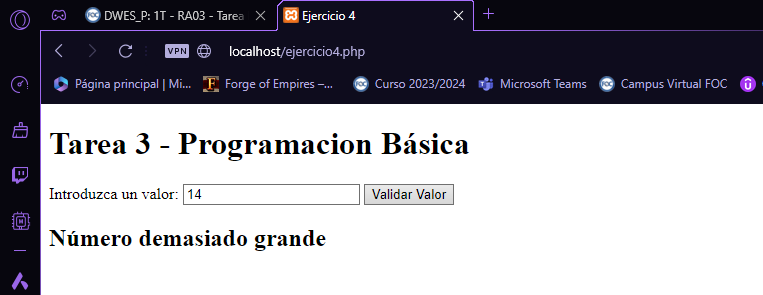 DWES_P: 1T - RA03 - Tarea
Ejercicio 4
VPN
localhost/ejercicio4.php
Página principal | Mi...
Forge of Empires –...
Curso 2023/2024
Microsoft Teams
Campus Virtual FOC
Tarea 3 - Programacion Básica
Introduzca un valor: 14 Validar Valor
Número demasiado grande